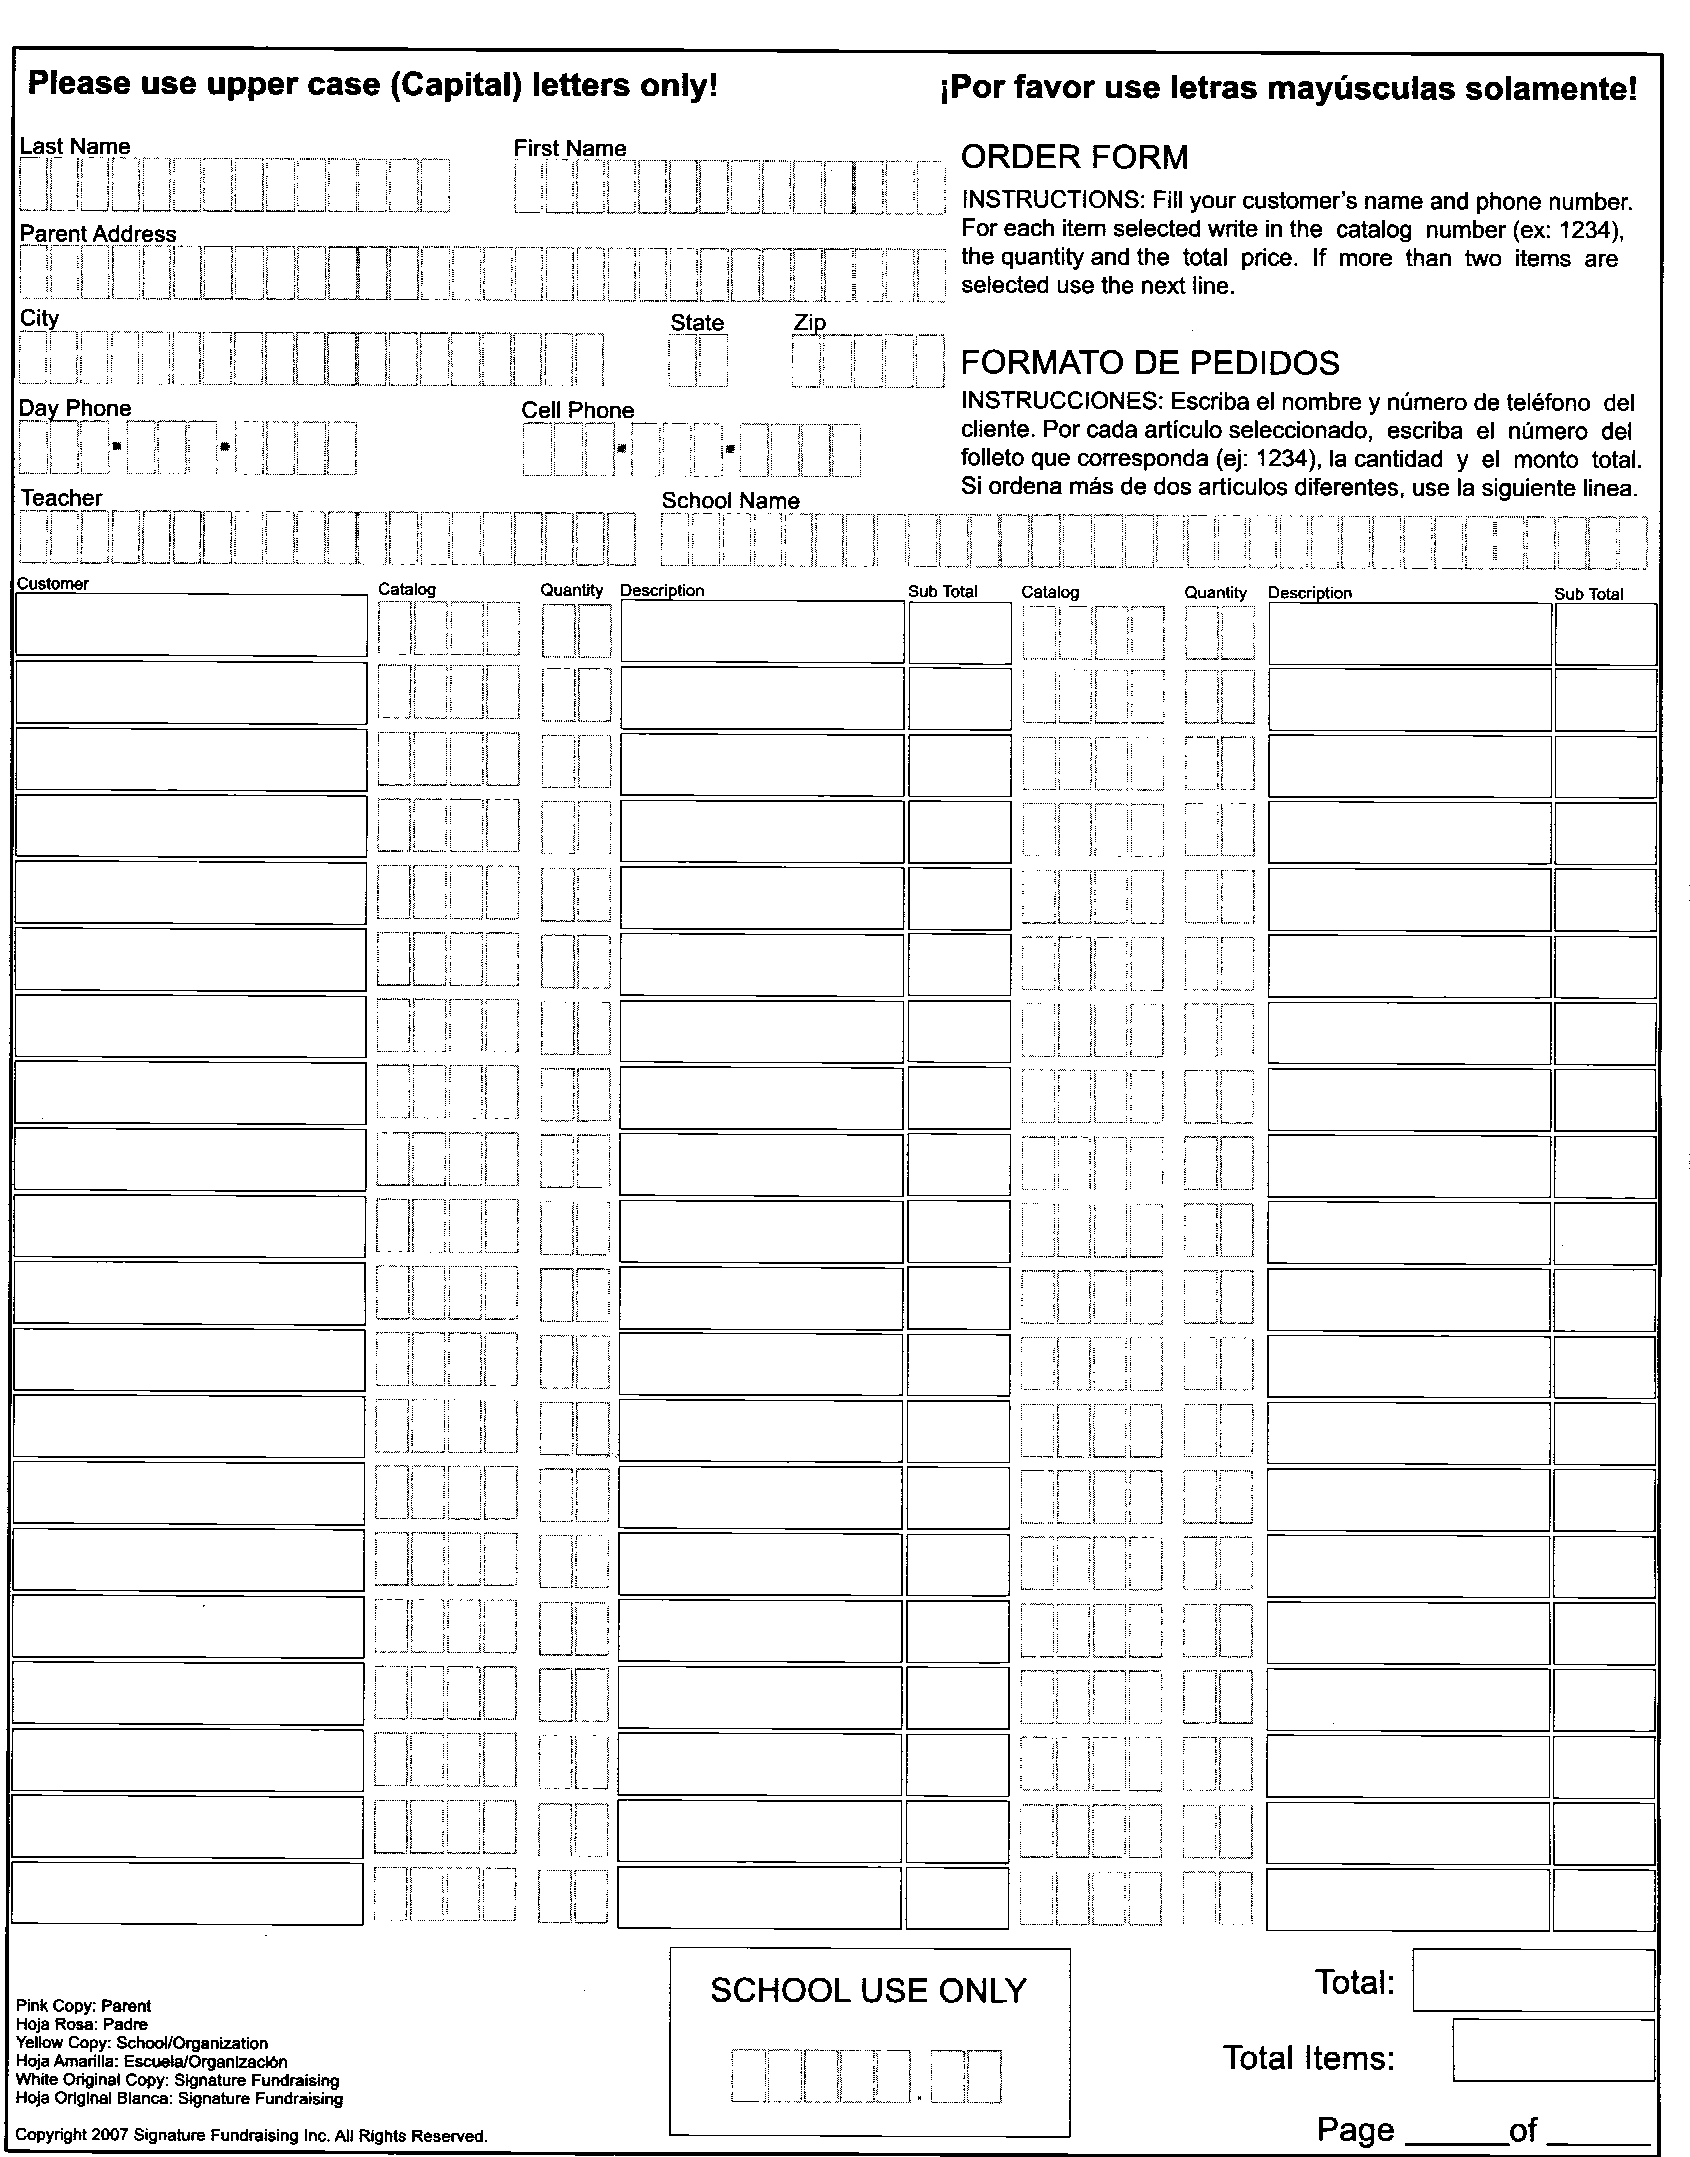 Please use upper case (Capital) letters only!
¡Por favor use letras mayúsculas solamente!
Last Name
First Name
Parent Address
City
State
Zip
Day Phone
Cell Phone
Teacher
School Name
ORDER FORM
INSTRUCTIONS: Fill your customer's name and phone number.
For each item selected write in the catalog number (ex: 1234),
the quantity and the total price. If more than two items are
selected use the next line.
FORMATO DE PEDIDOS
INSTRUCCIONES: Escriba el nombre y número de teléfono del
cliente. Por cada artículo seleccionado, escriba el número del
folleto que corresponda (ej: 1234), la cantidad y el monto total.
Si ordena más de dos articulos diferentes, use la siguiente linea.
Customer Catalog Quantity Description Sub Total Catalog Quantity Description Sub Total
Pink Copy: Parent
Hoja Rosa: Padre
Yellow Copy: School/Organization
Hoja Amarilla: Escuela/Organización
White Original Copy: Signature Fundraising
Hoja Original Blanca: Signature Fundraising
Copyright 2007 Signature Fundraising Inc. All Rights Reserved.
SCHOOL USE ONLY
Total:
Total Items:
Page ______ of ______